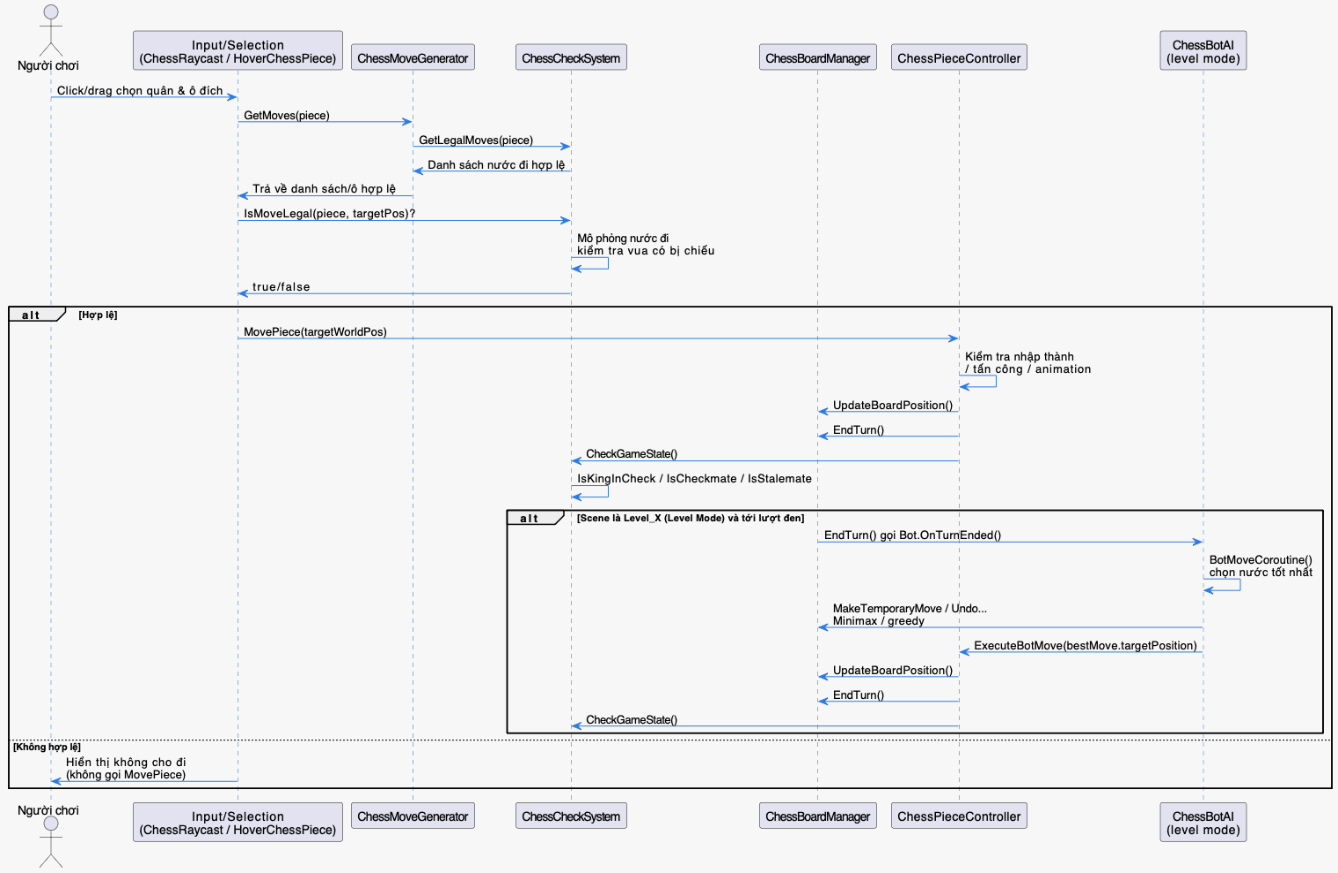 Người chơi
Input/Selection
(ChessRaycast / HoverChessPiece)
ChessMoveGenerator
ChessCheckSystem
ChessBoardManager
ChessPieceController
ChessBotAI
(level mode)
Click/drag chọn quân & ô đích
GetMoves(piece)
GetLegalMoves(piece)
Danh sách nước đi hợp lệ
Trả về danh sách/ô hợp lệ
IsMoveLegal(piece, targetPos)?
Mô phỏng nước đi
kiểm tra vua có bị chiếu
true/false
alt
[Hợp lệ]
MovePiece(targetWorldPos)
Kiểm tra nhập thành
/ tấn công / animation
UpdateBoardPosition()
EndTurn()
CheckGameState()
IsKingInCheck / IsCheckmate / IsStalemate
alt
[Scene là Level_X (Level Mode) và tới lượt đen]
EndTurn() gọi Bot.OnTurnEnded()
BotMoveCoroutine()
chọn nước tốt nhất
MakeTemporaryMove / Undo...
Minimax / greedy
ExecuteBotMove(bestMove.targetPosition)
UpdateBoardPosition()
EndTurn()
CheckGameState()
[Không hợp lệ]
Hiển thị không cho đi
(không gọi MovePiece)
Người chơi
Input/Selection
(ChessRaycast / HoverChessPiece)
ChessMoveGenerator
ChessCheckSystem
ChessBoardManager
ChessPieceController
ChessBotAI
(level mode)